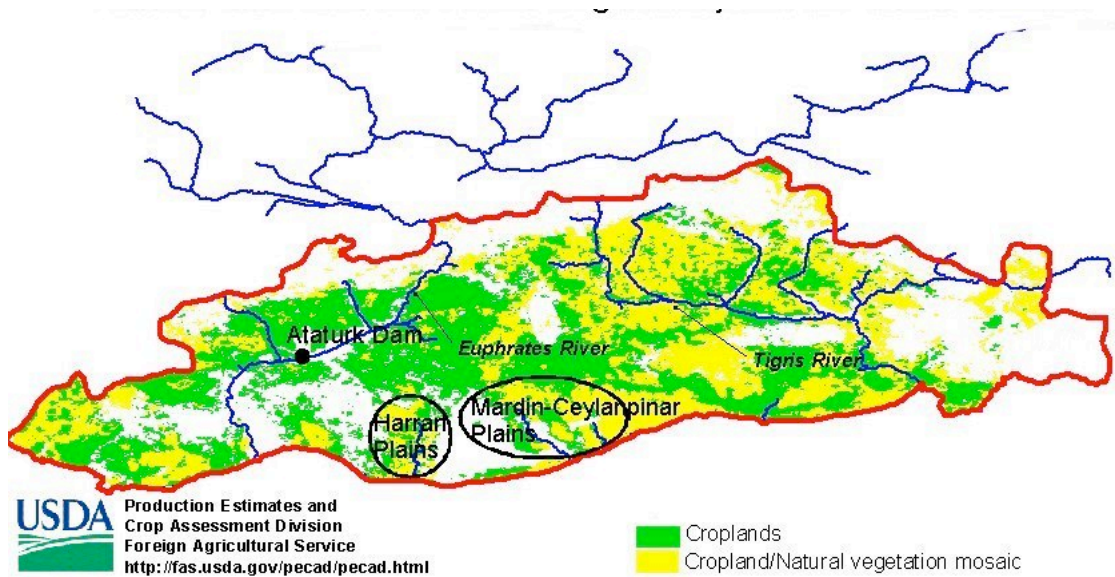 Ataturk Dam
Euphrates River
Tigris River
Harran
Plains
Mardin-Ceylanpinar
Plains
USDA
Production Estimates and
Crop Assessment Division
Foreign Agricultural Service
http://fas.usda.gov/pecad/pecad.html
Croplands
Cropland/Natural vegetation mosaic